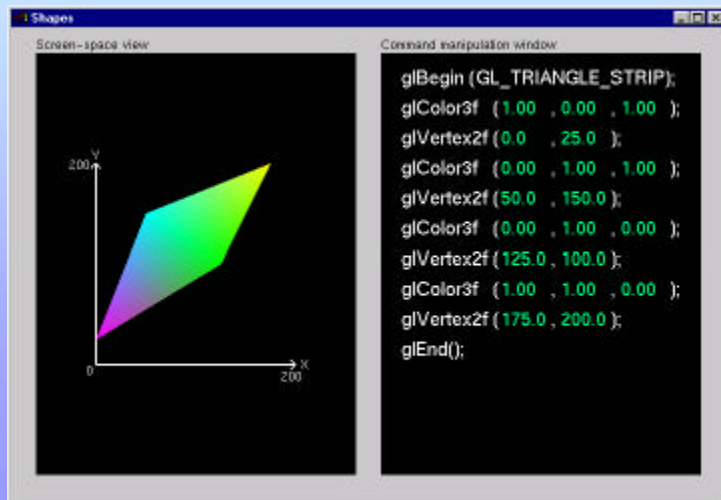 Shapes
Screen-space view
Command manipulation window
Y
200
0
X
200
glBegin (GL_TRIANGLE_STRIP);
glColor3f (1.00 , 0.00 , 1.00 );
glVertex2f (0.0 , 25.0 );
glColor3f (0.00 , 1.00 , 1.00 );
glVertex2f (50.0 , 150.0 );
glColor3f (0.00 , 1.00 , 0.00 );
glVertex2f (125.0 , 100.0 );
glColor3f (1.00 , 1.00 , 0.00 );
glVertex2f (175.0 , 200.0 );
glEnd();